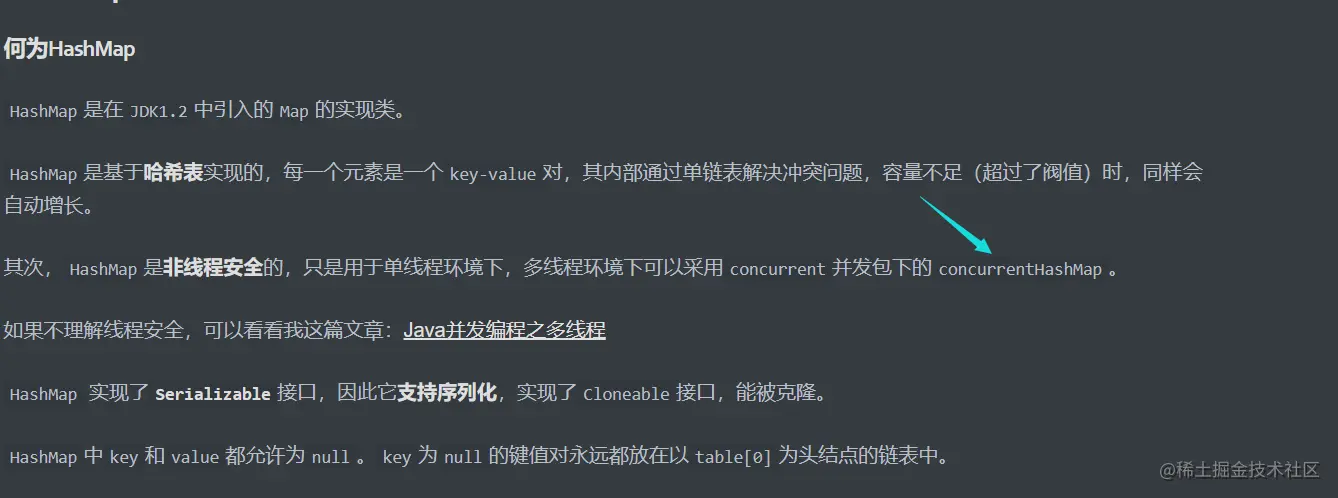 何为HashMap
HashMap 是在 JDK1.2 中引入的 Map 的实现类。
HashMap 是基于哈希表实现的，每一个元素是一个 key-value 对，其内部通过单链表解决冲突问题，容量不足（超过了阀值）时，同样会
自动增长。
其次， HashMap 是非线程安全的，只是用于单线程环境下，多线程环境下可以采用 concurrent 并发包下的 concurrentHashMap 。
如果不理解线程安全，可以看看我这篇文章：Java并发编程之多线程
HashMap 实现了 Serializable 接口，因此它支持序列化，实现了 Cloneable 接口，能被克隆。
HashMap 中 key 和 value 都允许为 null 。 key 为 null 的键值对永远都放在以 table[0] 为头结点的链表中。
@稀土掘金技术社区